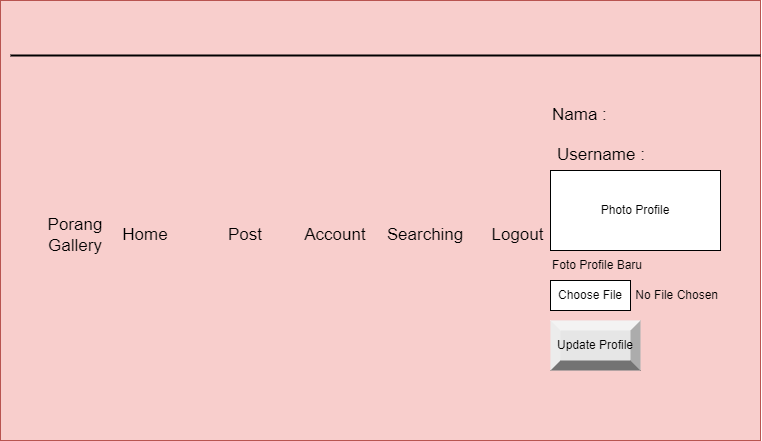 Porang
Gallery
Home
Post
Account
Searching
Logout
Nama :
Username :
Photo Profile
Foto Profile Baru
Choose File
No File Chosen
Update Profile